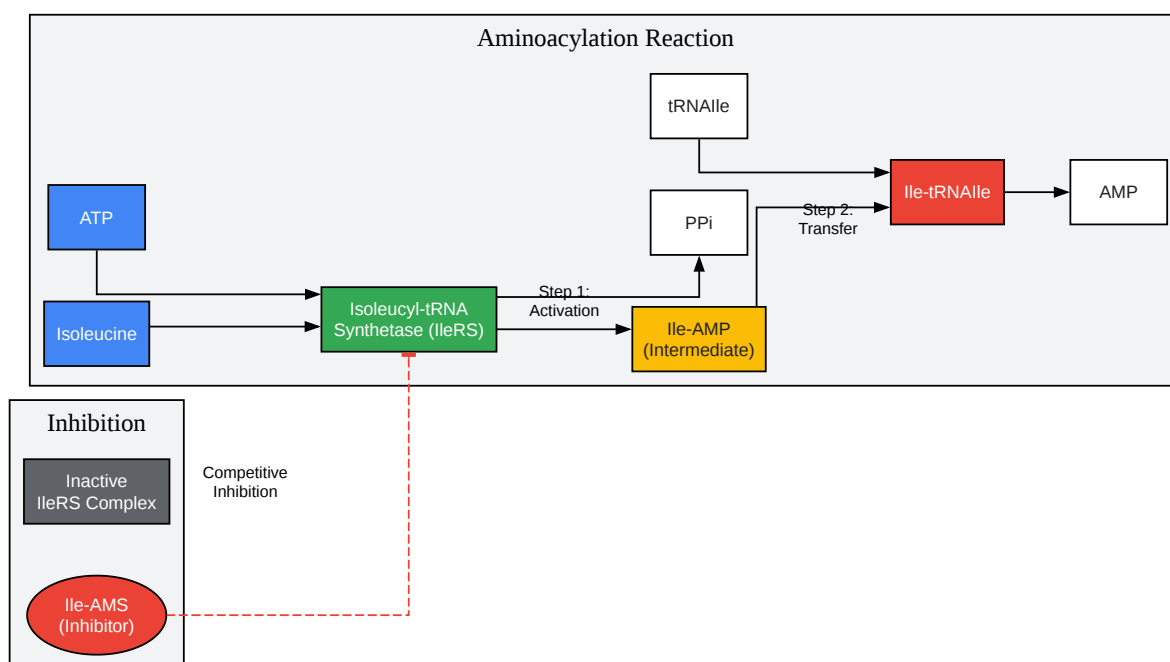 Aminoacylation Reaction
tRNAIle
Ile-tRNAIle
AMP
ATP
PPi
Step 2:
Transfer
Isoleucine
Isoleucyl-tRNA
Synthetase (IleRS)
Step 1:
Activation
Ile-AMP
(Intermediate)
Inhibition
Inactive
IleRS Complex
Competitive
Inhibition
Ile-AMS
(Inhibitor)